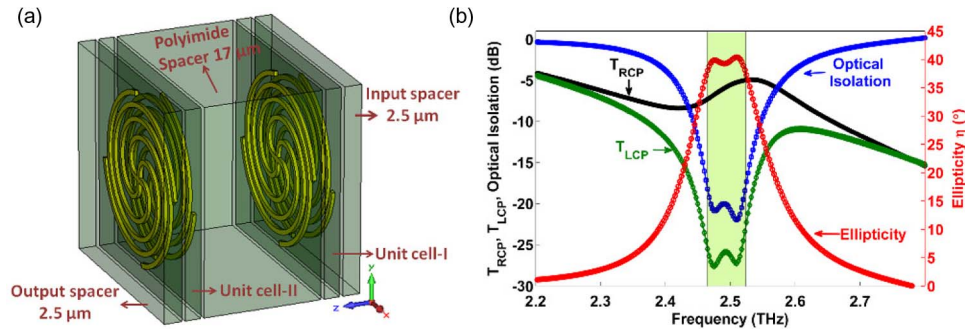 (a)
Polyimide
Spacer 17 μm
Input spacer
2.5 μm
Unit cell-I
Unit cell-II
Output spacer
2.5 μm
y
z
x
(b)
T_RCP, T_LCP, Optical Isolation (dB)
0
-5
-10
-15
-20
-25
-30
T_RCP
T_LCP
Optical
Isolation
Ellipticity
2.2
2.3
2.4
2.5
2.6
2.7
Frequency (THz)
45
40
35
30
25
20
15
10
5
0
Ellipticity η (°)